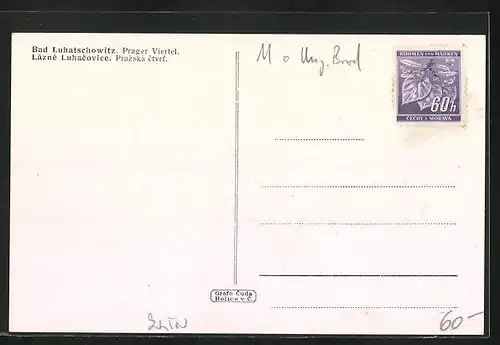 Bad Luhatschowitz. Prager Viertel.
Lázně Luhačovice. Pražská čtvrť.
M o Ung. Brod
BÖHMEN und MÄHREN
60h
ČECHY a MORAVA
Grafo Čuda
Holice v Č.
ZLÍN
60-